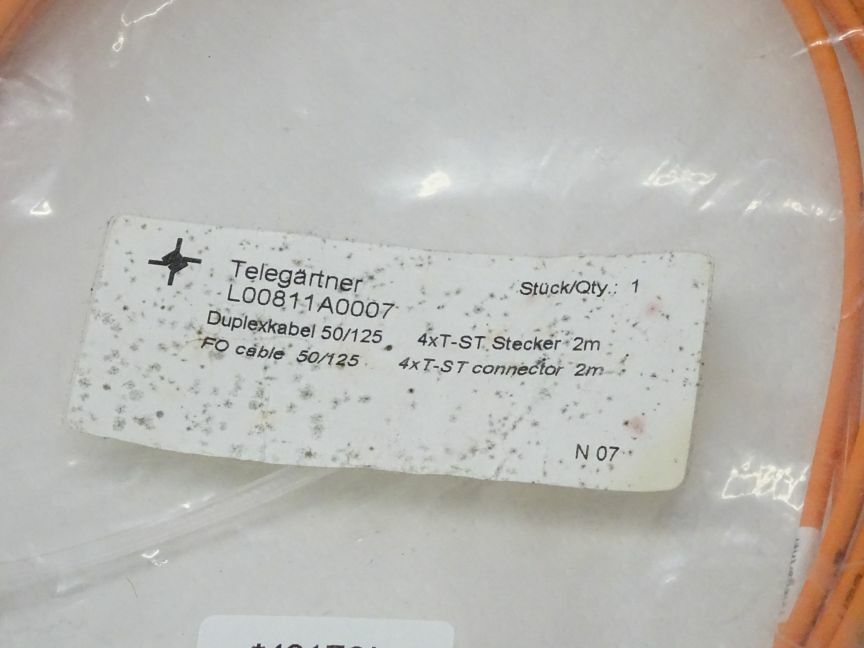 Telegärtner
L00811A0007
Stück/Qty.: 1
Duplexkabel 50/125 4xT-ST Stecker 2m
FO cable 50/125 4xT-ST connector 2m
N 07